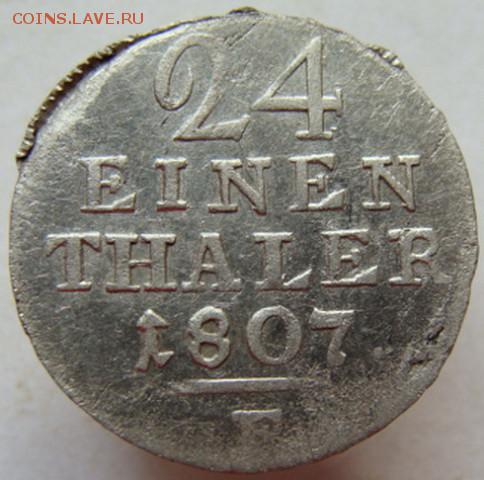 COINS.LAVE.RU
24
EINEN
THALER
1807.
F